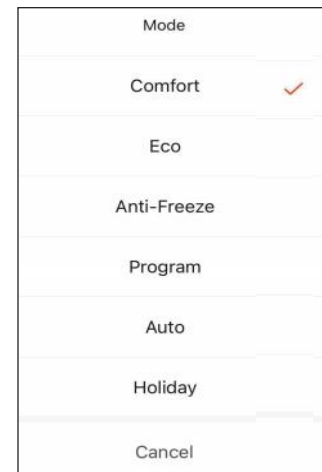 Mode
Comfort
Eco
Anti-Freeze
Program
Auto
Holiday
Cancel